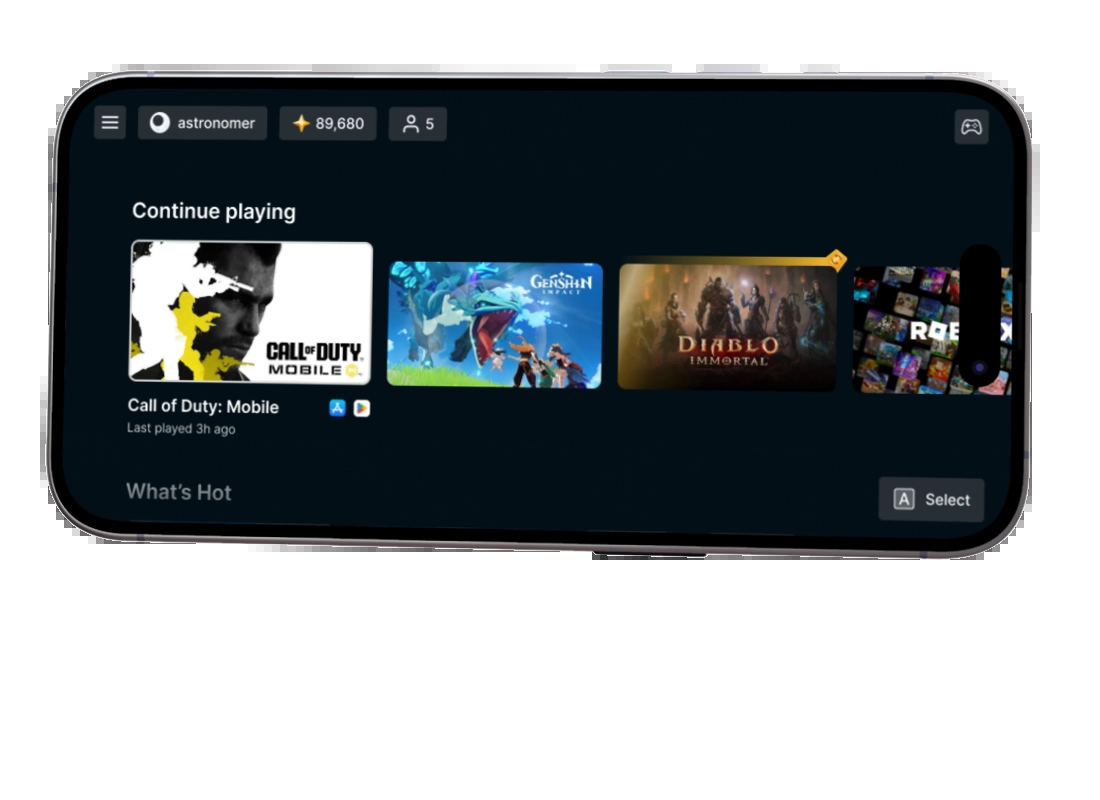 astronomer
89,680
5
Continue playing
GENSHIN
IMPACT
CALL OF DUTY
MOBILE
DIABLO
IMMORTAL
Call of Duty: Mobile
Last played 3h ago
What's Hot
A Select